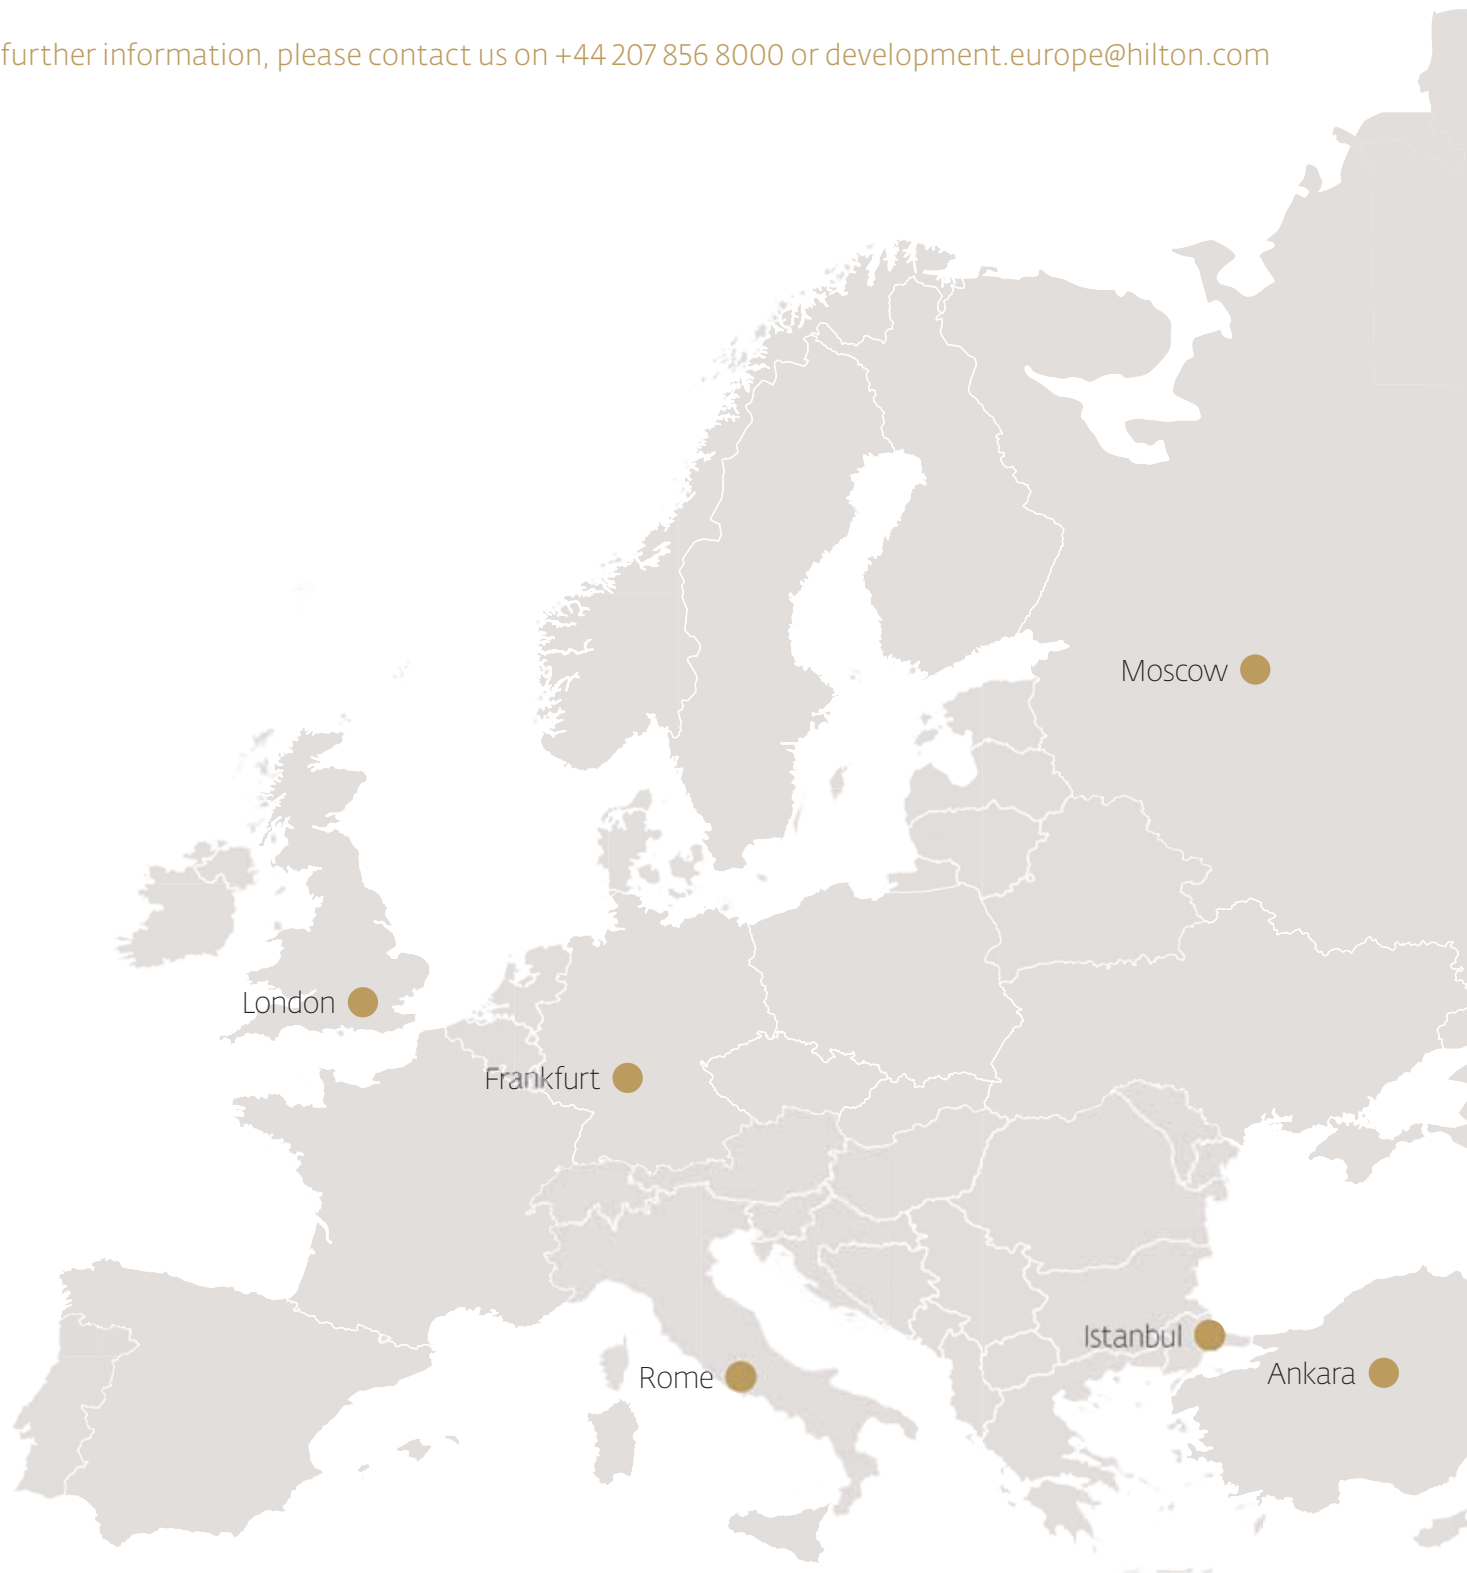 further information, please contact us on +44 207 856 8000 or development.europe@hilton.com
Moscow
London
Frankfurt
Istanbul
Ankara
Rome